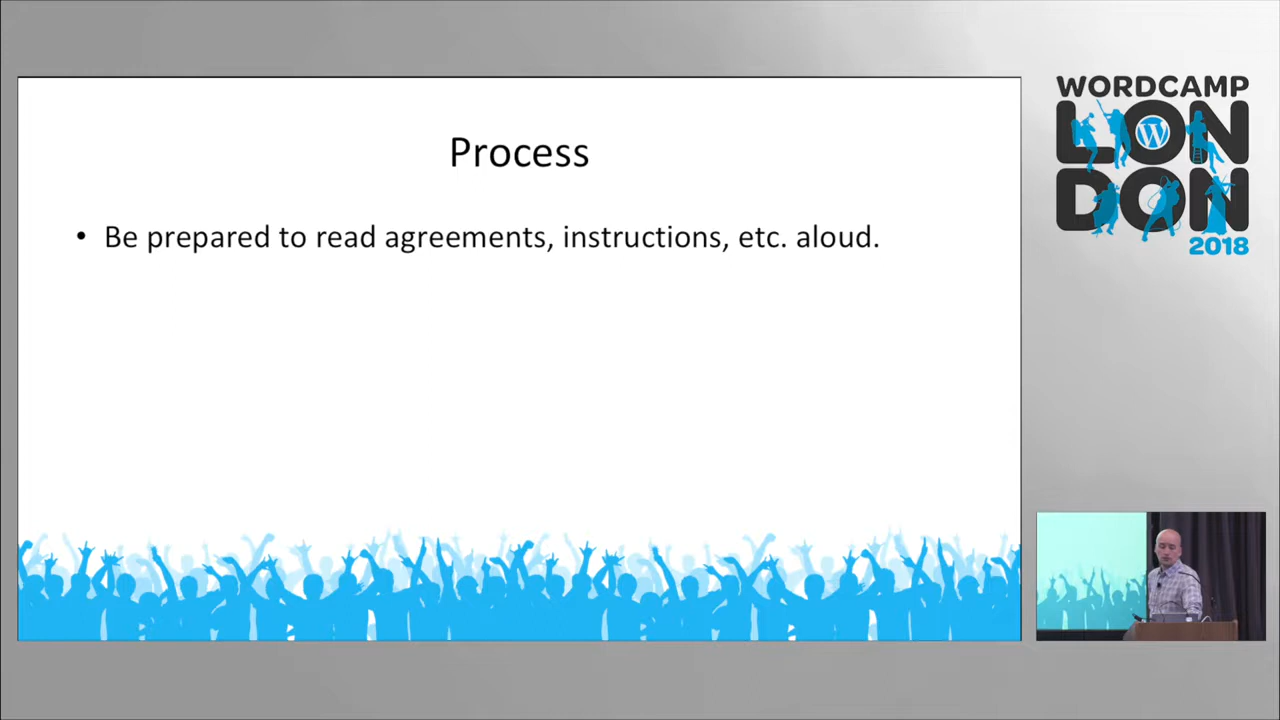 Process
• Be prepared to read agreements, instructions, etc. aloud.
WORDCAMP
LON
DON
2018